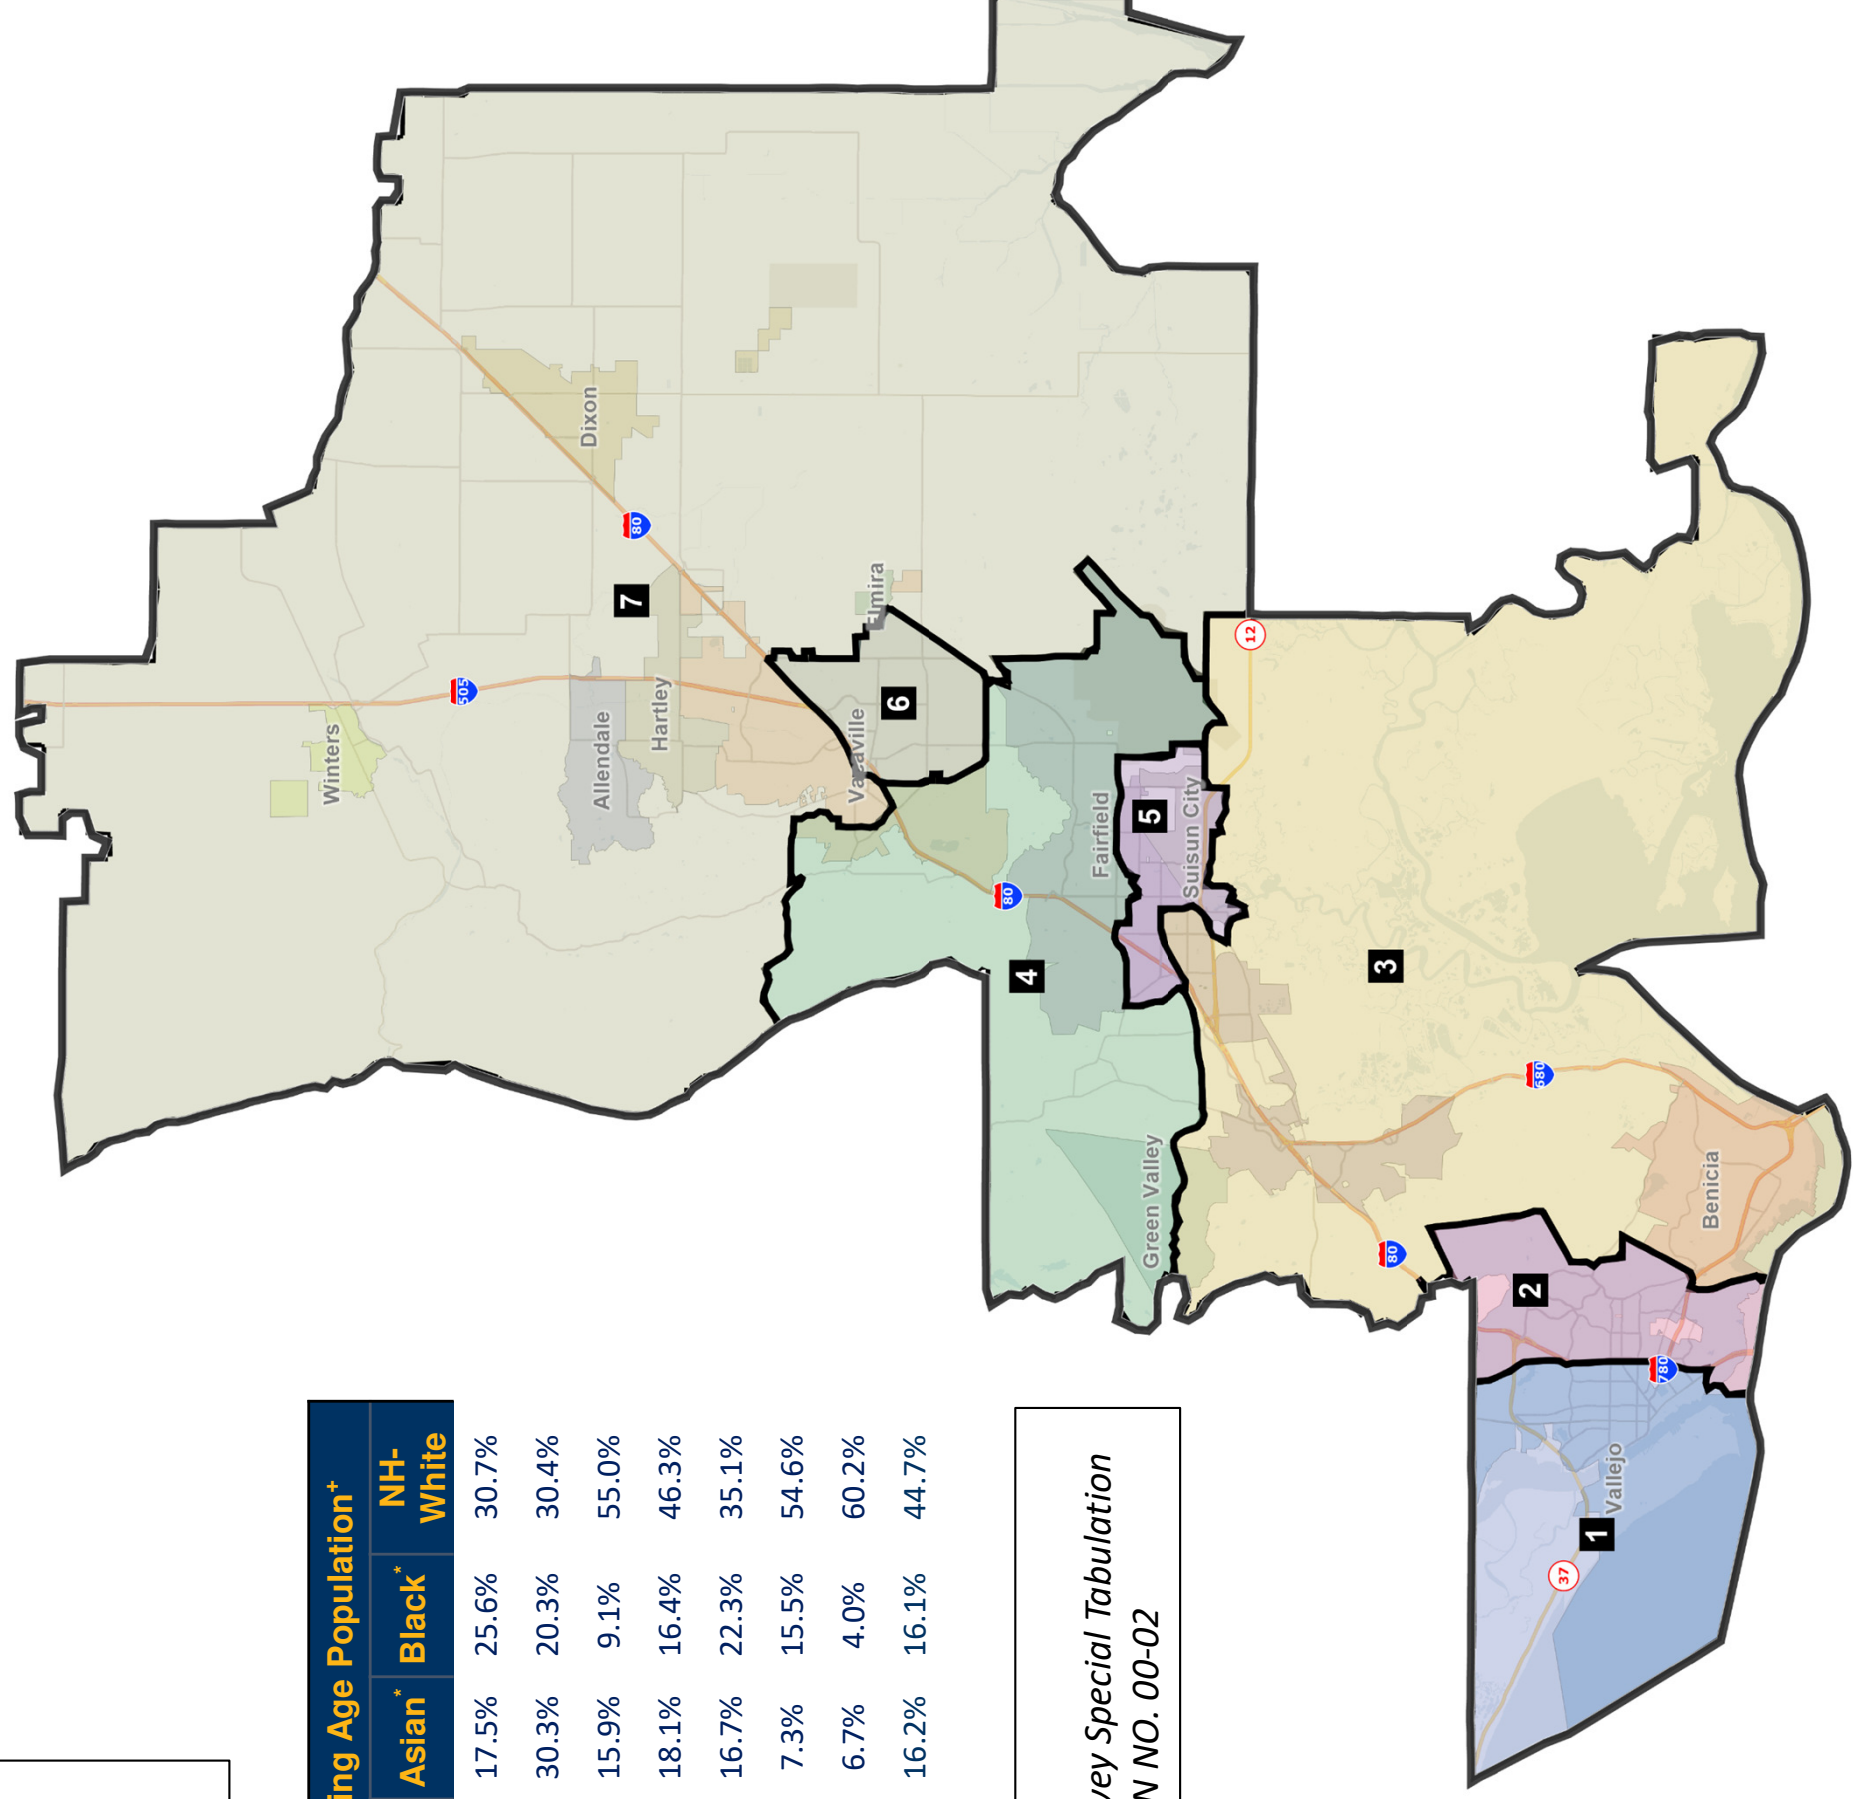 ing Age Population⁺
Asian* Black* NH-White
17.5% 25.6% 30.7%
30.3% 20.3% 30.4%
15.9% 9.1% 55.0%
18.1% 16.4% 46.3%
16.7% 22.3% 35.1%
7.3% 15.5% 54.6%
6.7% 4.0% 60.2%
16.2% 16.1% 44.7%
vey Special Tabulation
N NO. 00-02
Winters
505
Allendale
Hartley
7
80
Dixon
Vacaville
6
Elmira
80
4
Fairfield
5
Suisun City
Green Valley
12
3
680
80
2
Benicia
780
Vallejo
1
37